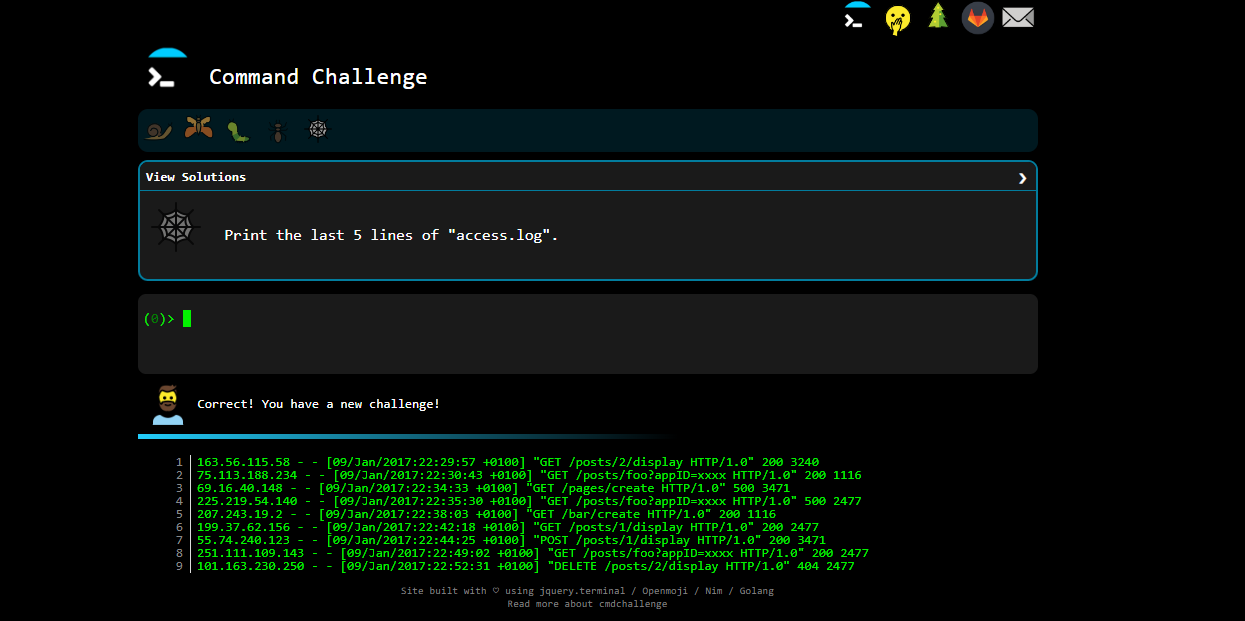 Command Challenge
View Solutions
Print the last 5 lines of "access.log".
(0)>
Correct! You have a new challenge!
1 163.56.115.58 - - [09/Jan/2017:22:29:57 +0100] "GET /posts/2/display HTTP/1.0" 200 3240
2 75.113.188.234 - - [09/Jan/2017:22:30:43 +0100] "GET /posts/foo?appID=xxxx HTTP/1.0" 200 1116
3 69.16.40.148 - - [09/Jan/2017:22:34:33 +0100] "GET /pages/create HTTP/1.0" 500 3471
4 225.219.54.140 - - [09/Jan/2017:22:35:30 +0100] "GET /posts/foo?appID=xxxx HTTP/1.0" 500 2477
5 207.243.19.2 - - [09/Jan/2017:22:38:03 +0100] "GET /bar/create HTTP/1.0" 200 1116
6 199.37.62.156 - - [09/Jan/2017:22:42:18 +0100] "GET /posts/1/display HTTP/1.0" 200 2477
7 55.74.240.123 - - [09/Jan/2017:22:44:25 +0100] "POST /posts/1/display HTTP/1.0" 200 3471
8 251.111.109.143 - - [09/Jan/2017:22:49:02 +0100] "GET /posts/foo?appID=xxxx HTTP/1.0" 200 2477
9 101.163.230.250 - - [09/Jan/2017:22:52:31 +0100] "DELETE /posts/2/display HTTP/1.0" 404 2477
Site built with ♡ using jquery.terminal / Openmoji / Nim / Golang
Read more about cmdchallenge